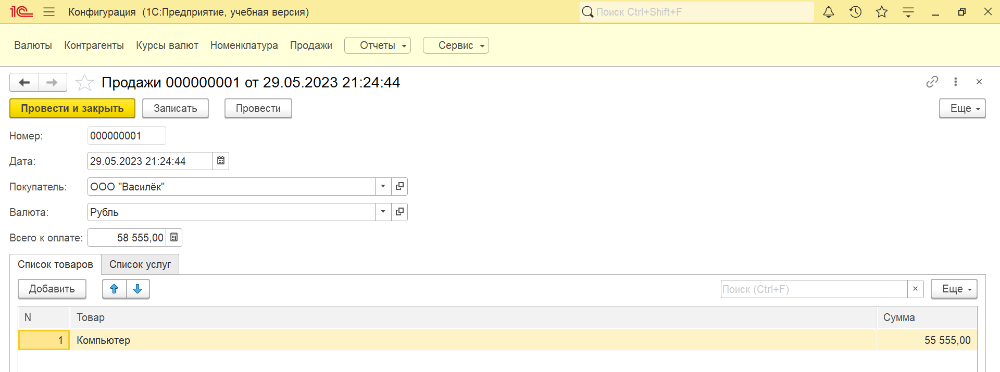 1С Конфигурация (1С:Предприятие, учебная версия) Поиск Ctrl+Shift+F
Валюты Контрагенты Курсы валют Номенклатура Продажи Отчеты Сервис
Продажи 000000001 от 29.05.2023 21:24:44
Провести и закрыть Записать Провести Еще
Номер: 000000001
Дата: 29.05.2023 21:24:44
Покупатель: ООО "Василёк"
Валюта: Рубль
Всего к оплате: 58 555,00
Список товаров Список услуг
Добавить Поиск (Ctrl+F) × Еще
N Товар Сумма
1 Компьютер 55 555,00